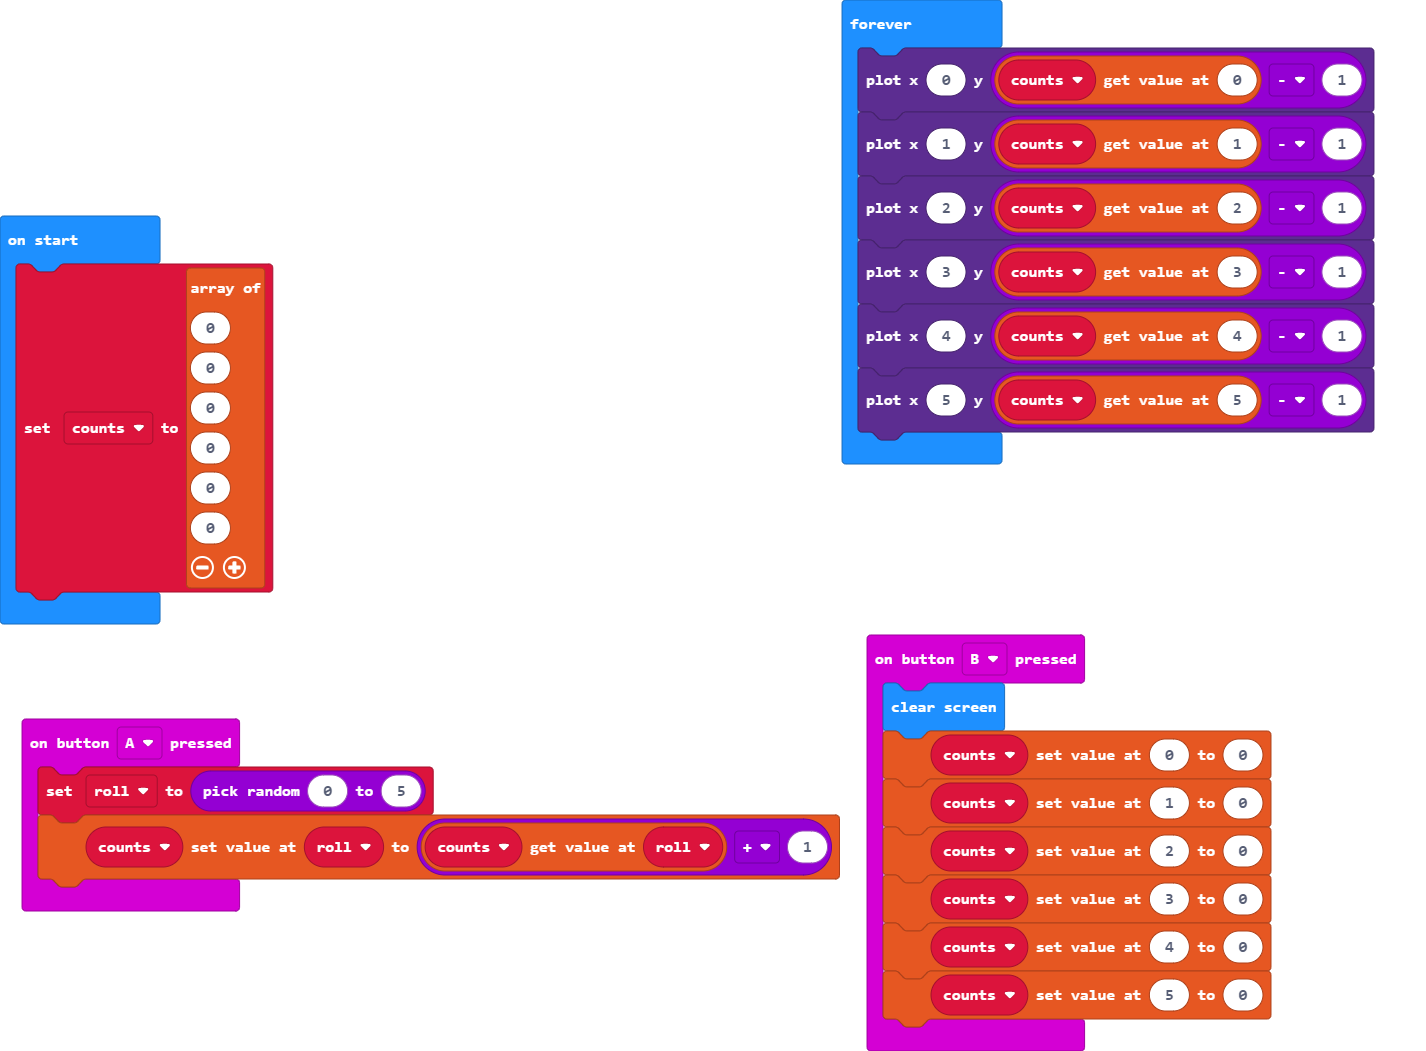 on start
set counts to array of
0
0
0
0
0
0
forever
plot x 0 y counts get value at 0 - 1
plot x 1 y counts get value at 1 - 1
plot x 2 y counts get value at 2 - 1
plot x 3 y counts get value at 3 - 1
plot x 4 y counts get value at 4 - 1
plot x 5 y counts get value at 5 - 1
on button A pressed
set roll to pick random 0 to 5
counts set value at roll to counts get value at roll + 1
on button B pressed
clear screen
counts set value at 0 to 0
counts set value at 1 to 0
counts set value at 2 to 0
counts set value at 3 to 0
counts set value at 4 to 0
counts set value at 5 to 0